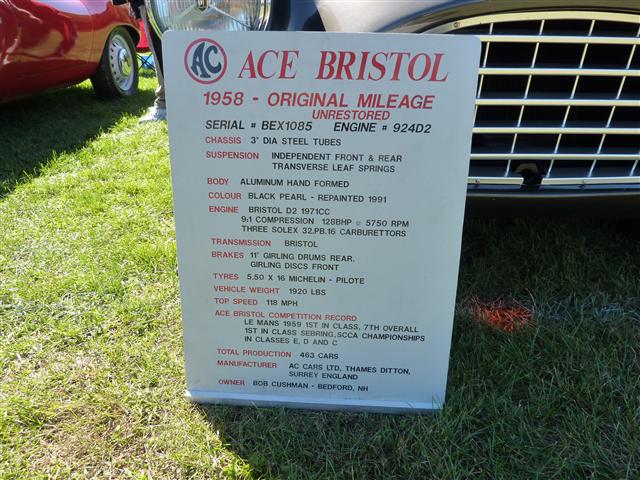 AC ACE BRISTOL
1958 - ORIGINAL MILEAGE
UNRESTORED
SERIAL # BEX1085 ENGINE # 924D2
CHASSIS 3' DIA STEEL TUBES
SUSPENSION INDEPENDENT FRONT & REAR
TRANSVERSE LEAF SPRINGS
BODY ALUMINUM HAND FORMED
COLOUR BLACK PEARL - REPAINTED 1991
ENGINE BRISTOL D2 1971CC
9:1 COMPRESSION 128BHP @ 5750 RPM
THREE SOLEX 32.PB.16 CARBURETTORS
TRANSMISSION BRISTOL
BRAKES 11' GIRLING DRUMS REAR.
GIRLING DISCS FRONT
TYRES 5.50 X 16 MICHELIN - PILOTE
VEHICLE WEIGHT 1920 LBS
TOP SPEED 118 MPH
ACE BRISTOL COMPETITION RECORD
LE MANS 1959 1ST IN CLASS, 7TH OVERALL
1ST IN CLASS SEBRING,SCCA CHAMPIONSHIPS
IN CLASSES E, D AND C
TOTAL PRODUCTION 463 CARS
MANUFACTURER AC CARS LTD, THAMES DITTON,
SURREY ENGLAND
OWNER BOB CUSHMAN - BEDFORD, NH